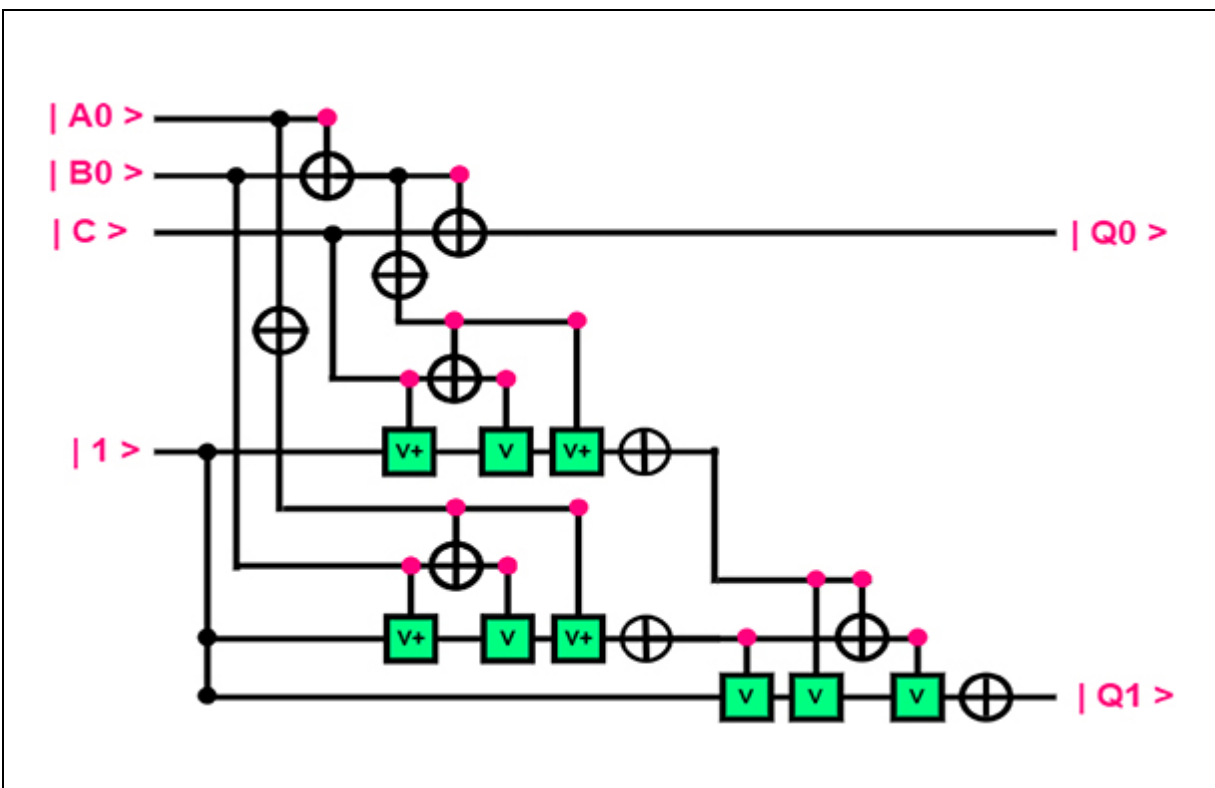 | A0 >
| B0 >
| C >
| Q0 >
| 1 >
V+ V V+
V+ V V+
V V V
| Q1 >